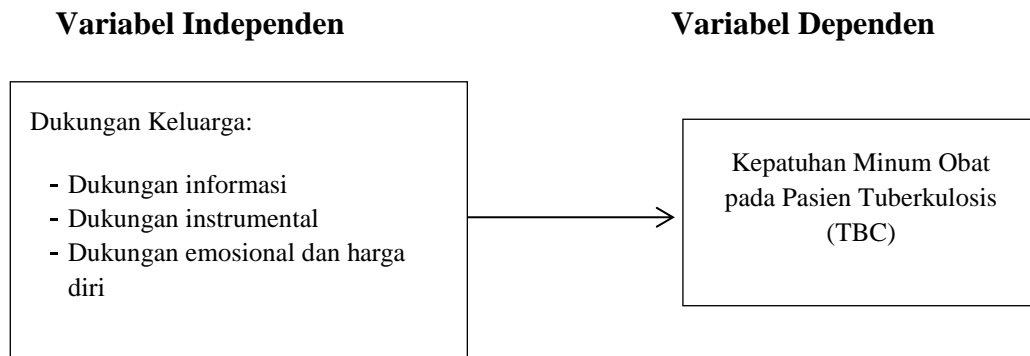 Variabel Independen
Variabel Dependen
Dukungan Keluarga:
- Dukungan informasi
- Dukungan instrumental
- Dukungan emosional dan harga
diri
Kepatuhan Minum Obat
pada Pasien Tuberkulosis
(TBC)